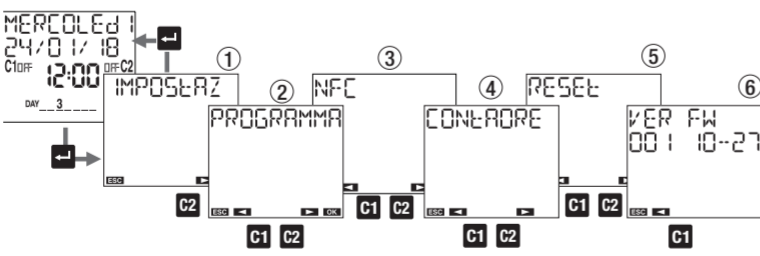 MERCOLEd I
24/01/18
C1OFF 12:00 OFFC2
DAY __3____
①
IMPOStAZ
ESC ▶
C2
②
PROGRAMMA
ESC ◀ ▶ OK
C1 C2
③
NFC
◀ ▶
C1 C2
④
CONtAORE
ESC ◀ ▶
C1 C2
⑤
RESEt
◀ ▶
C1 C2
⑥
VER FW
001 10--27
ESC ◀
C1